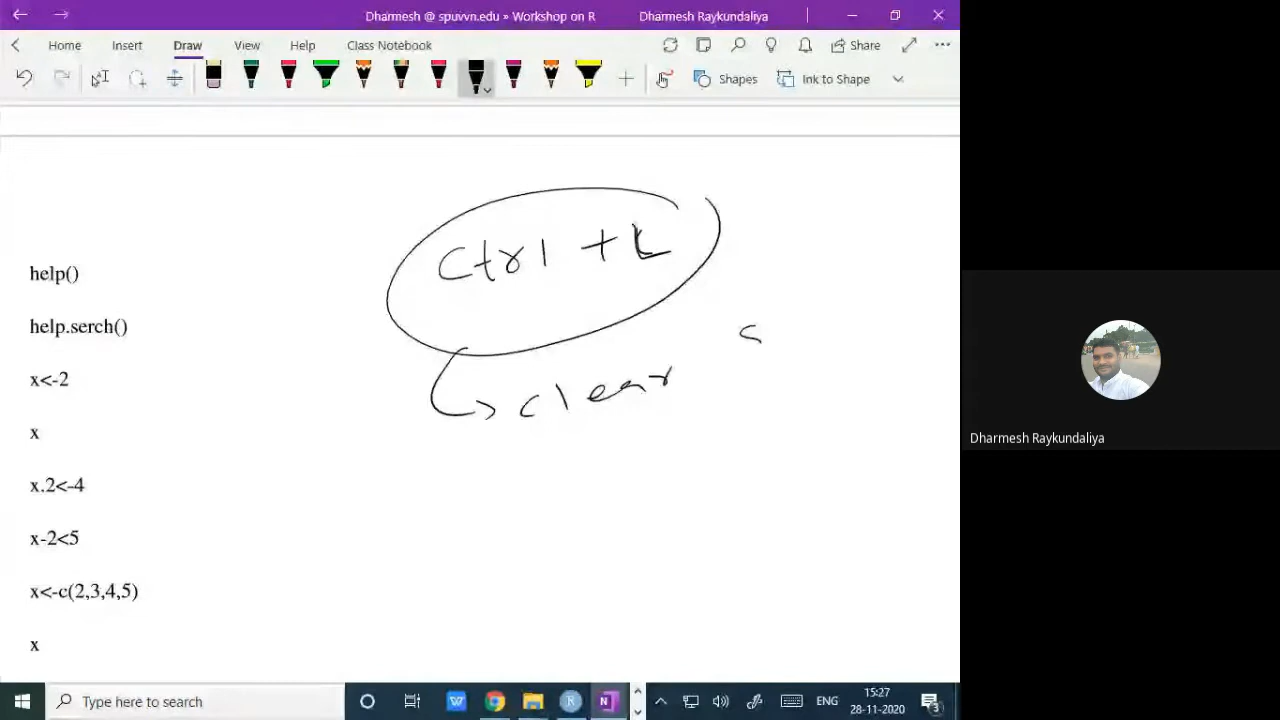 Dharmesh @ spuvvn.edu » Workshop on R
Dharmesh Raykundaliya
Home Insert Draw View Help Class Notebook
Share
Shapes
Ink to Shape
Ctrl + L
clear
help()
help.serch()
x<-2
x
x.2<-4
x-2<5
x<-c(2,3,4,5)
x
Dharmesh Raykundaliya
Type here to search
ENG
15:27
28-11-2020
3